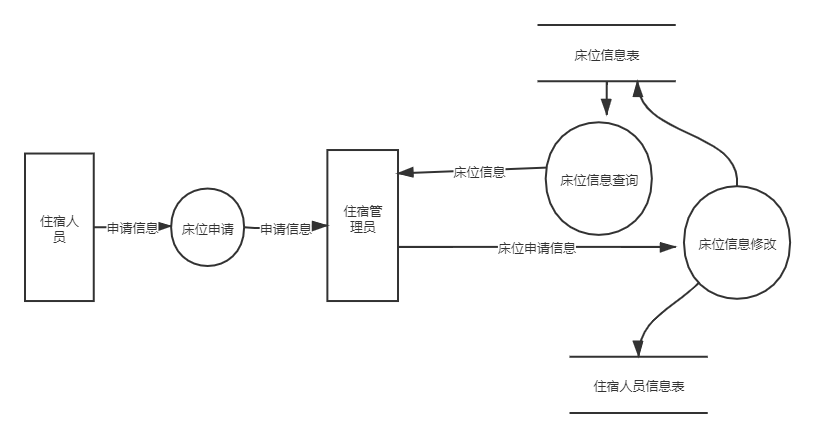 床位信息表
床位信息
床位信息查询
住宿人
员
申请信息
床位申请
申请信息
住宿管
理员
床位申请信息
床位信息修改
住宿人员信息表